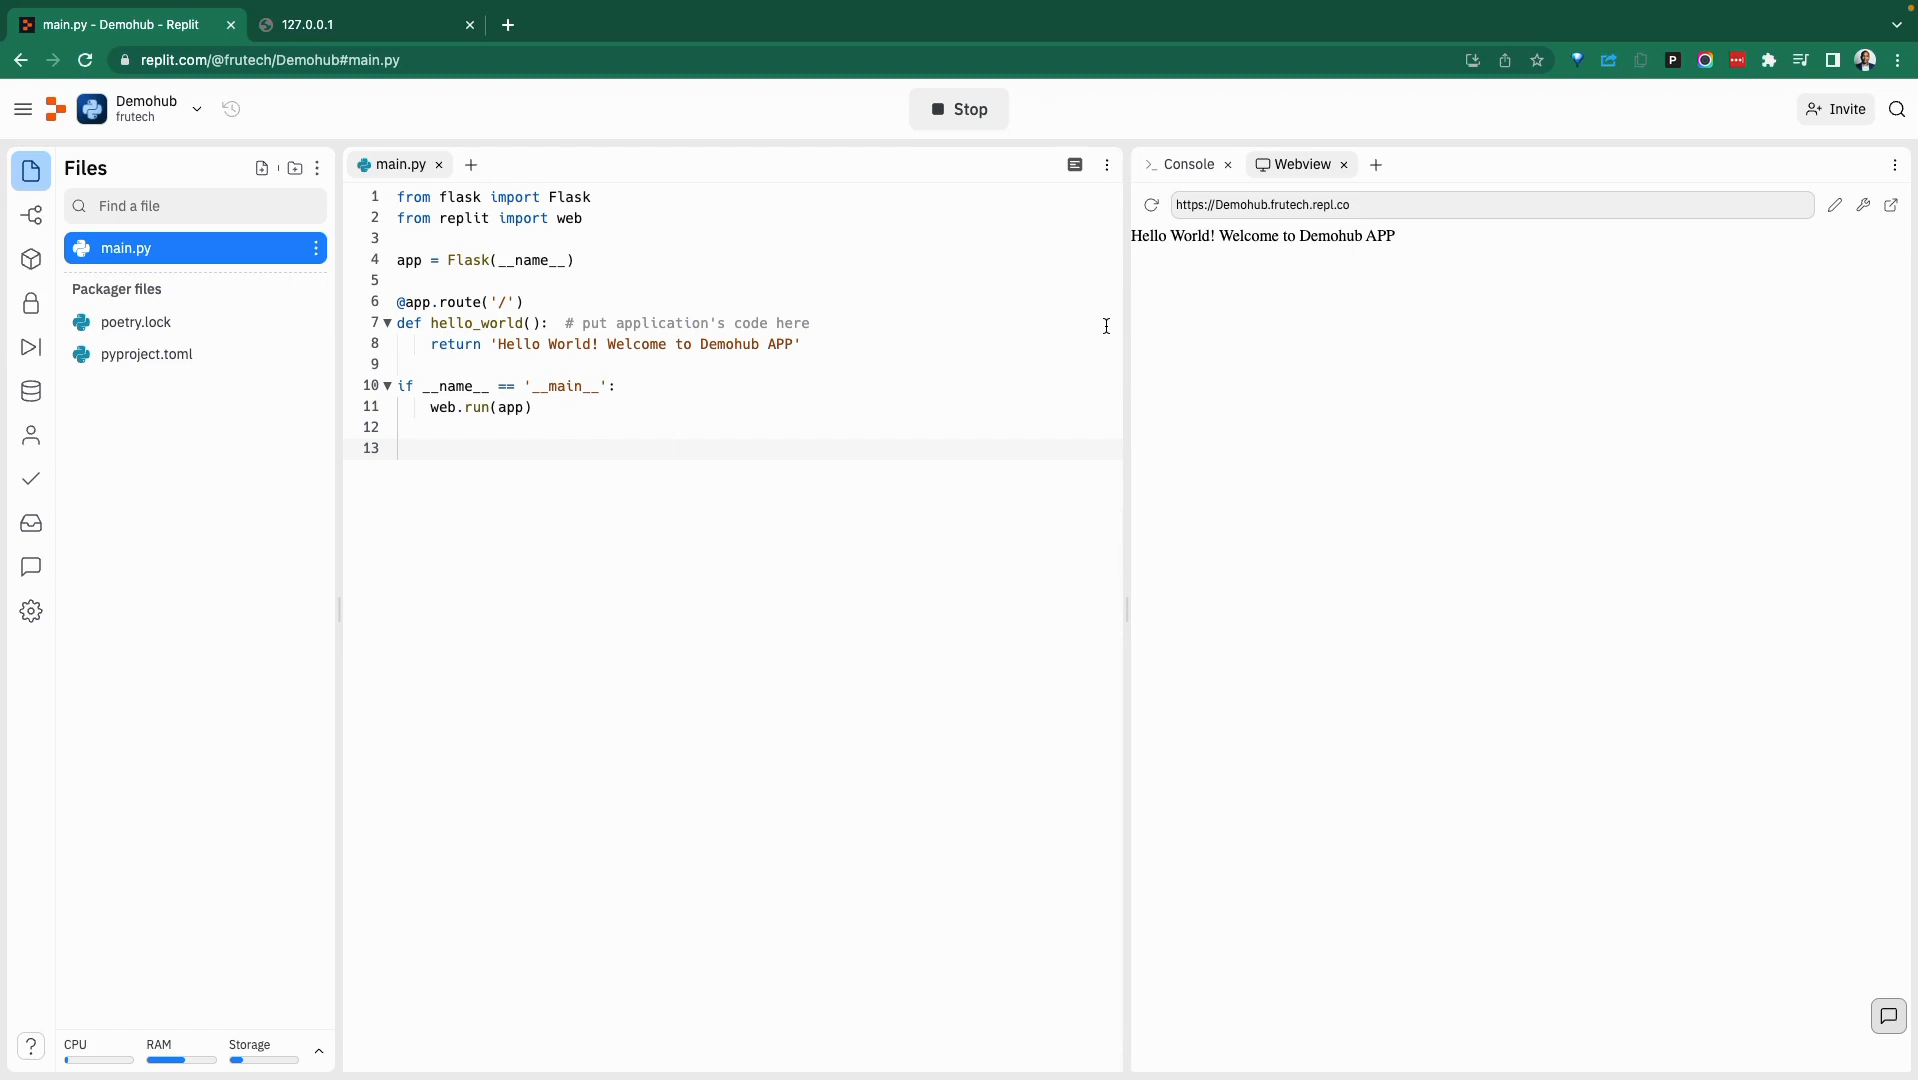 main.py - Demohub - Replit
127.0.0.1
replit.com/@frutech/Demohub#main.py
P
Demohub
frutech
Stop
Invite
Files
Find a file
main.py
Packager files
poetry.lock
pyproject.toml
CPU
RAM
Storage
main.py
1 from flask import Flask
2 from replit import web
3
4 app = Flask(__name__)
5
6 @app.route('/')
7 def hello_world():  # put application's code here
8 return 'Hello World! Welcome to Demohub APP'
9
10 if __name__ == '__main__':
11 web.run(app)
12
13
Console
Webview
https://Demohub.frutech.repl.co
Hello World! Welcome to Demohub APP